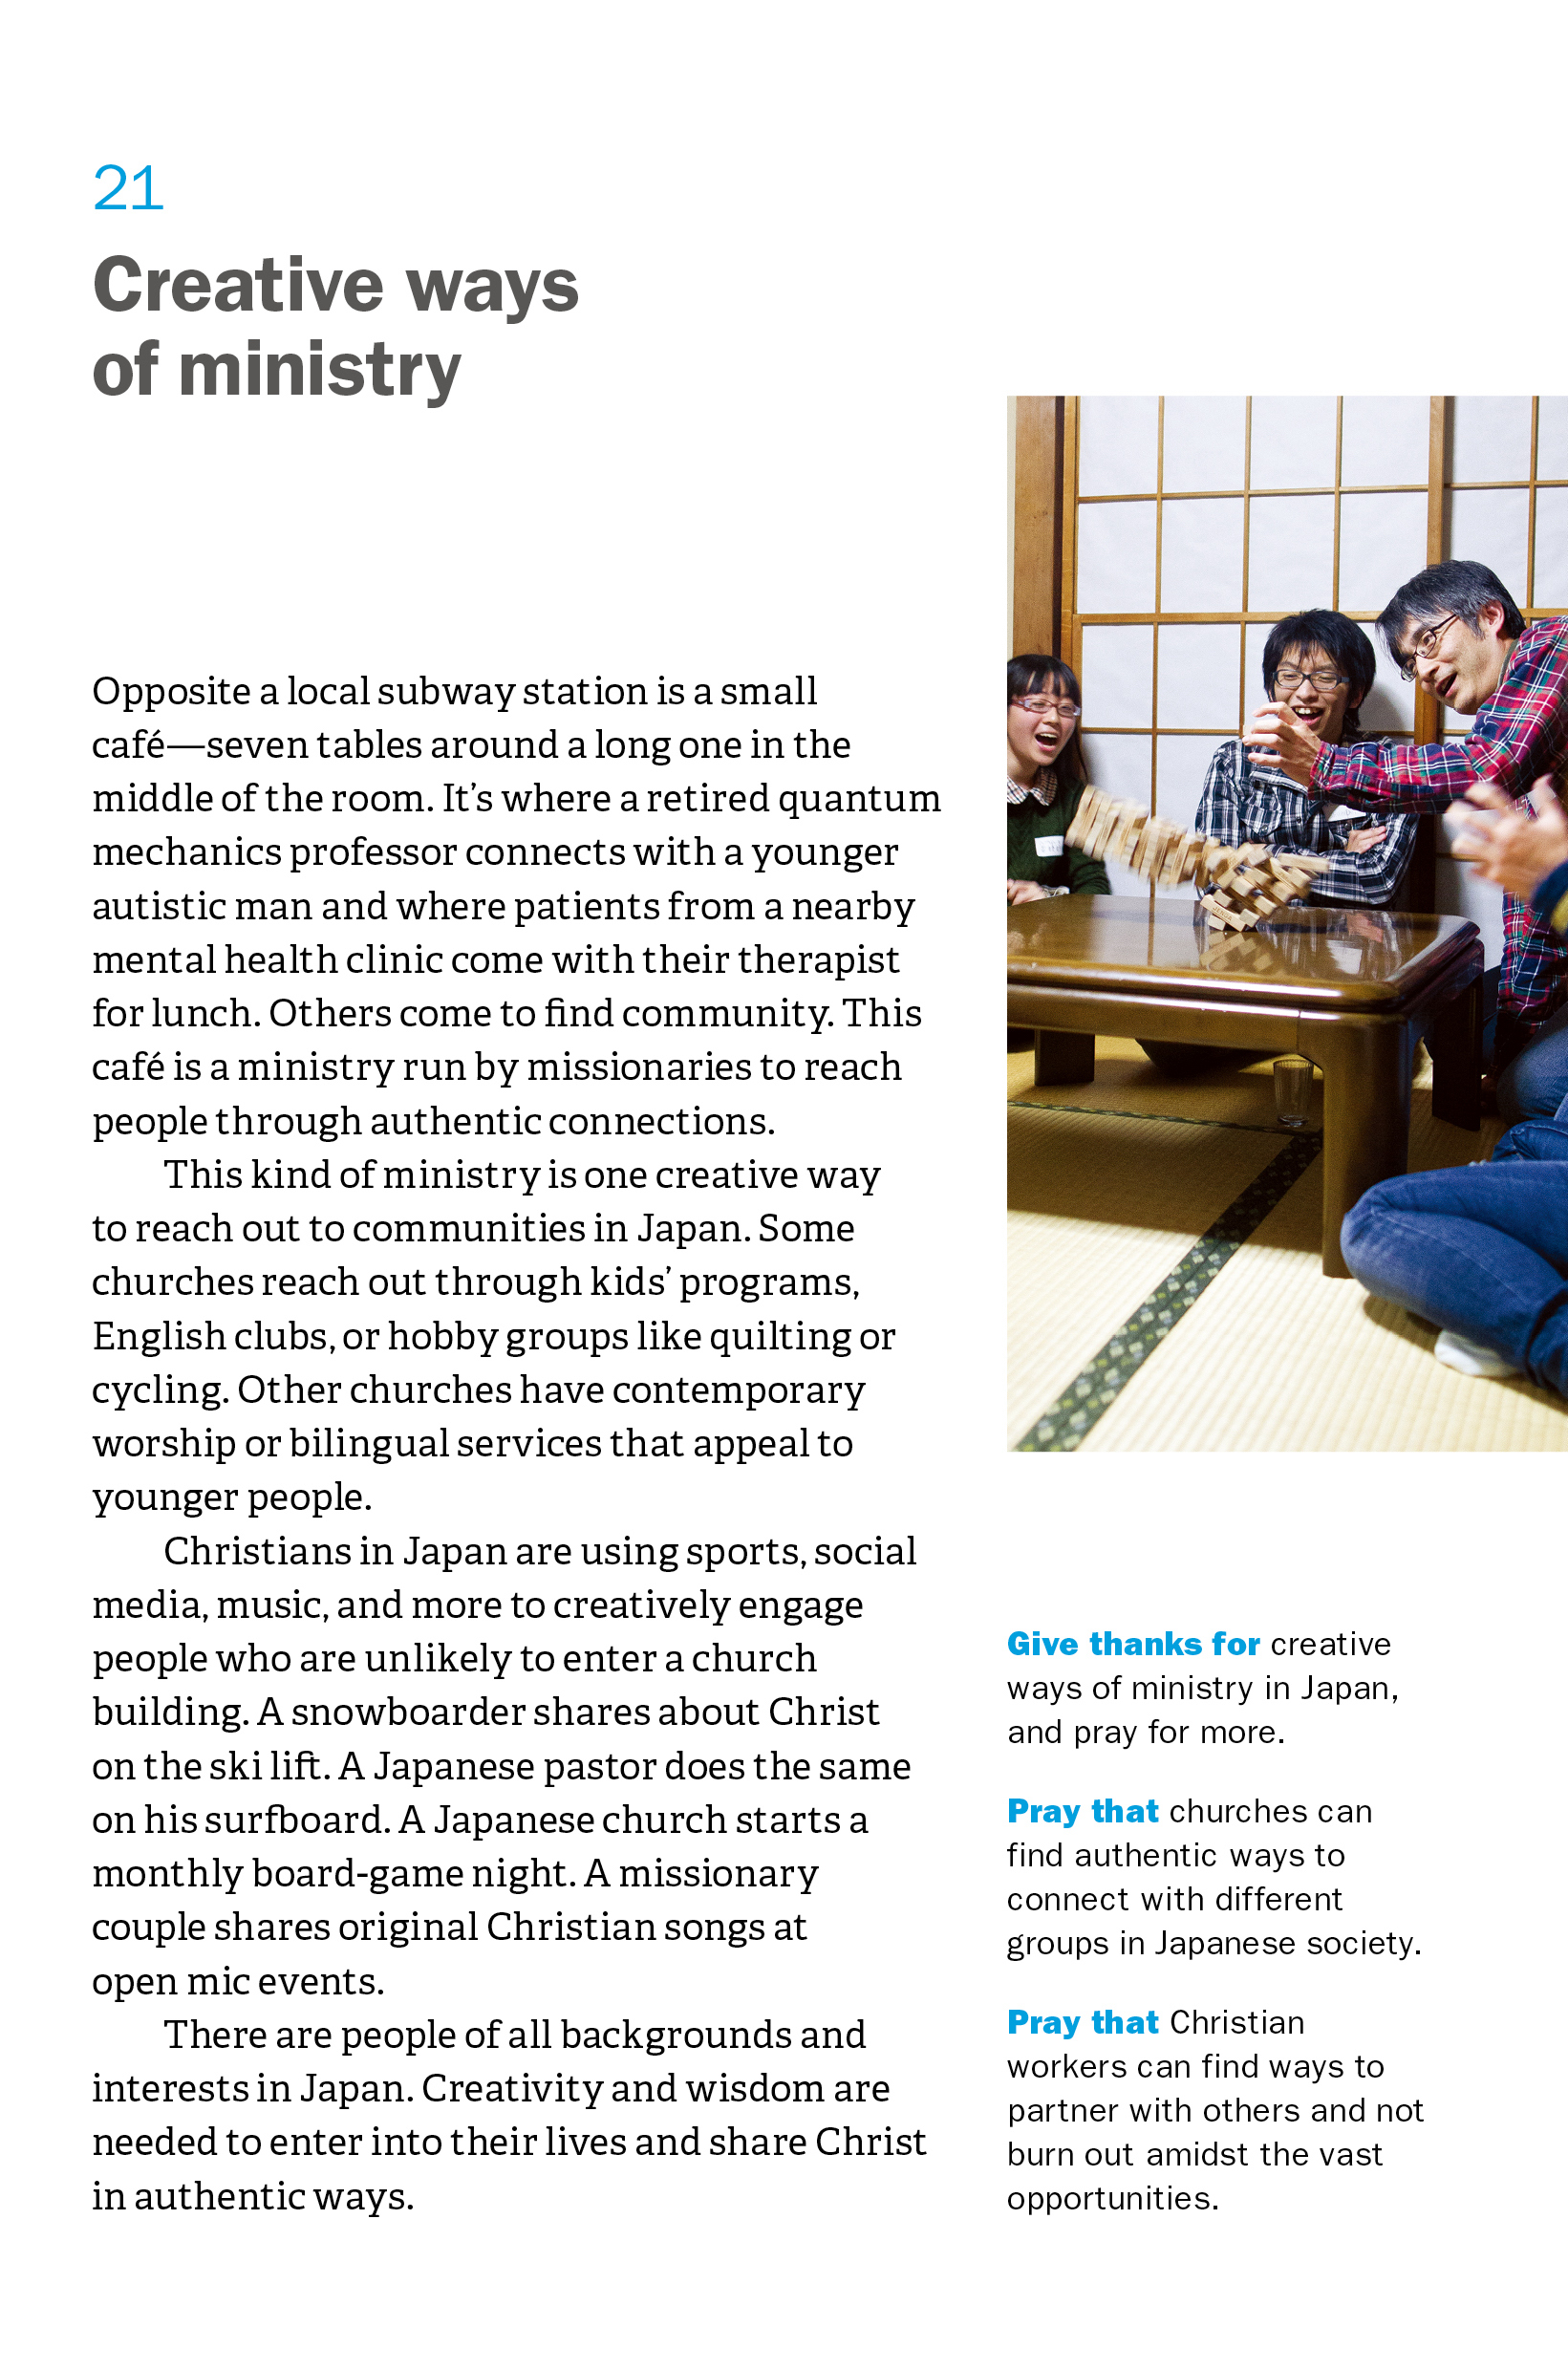 21
Creative ways
of ministry
Opposite a local subway station is a small
café—seven tables around a long one in the
middle of the room. It’s where a retired quantum
mechanics professor connects with a younger
autistic man and where patients from a nearby
mental health clinic come with their therapist
for lunch. Others come to find community. This
café is a ministry run by missionaries to reach
people through authentic connections.
This kind of ministry is one creative way
to reach out to communities in Japan. Some
churches reach out through kids’ programs,
English clubs, or hobby groups like quilting or
cycling. Other churches have contemporary
worship or bilingual services that appeal to
younger people.
Christians in Japan are using sports, social
media, music, and more to creatively engage
people who are unlikely to enter a church
building. A snowboarder shares about Christ
on the ski lift. A Japanese pastor does the same
on his surfboard. A Japanese church starts a
monthly board-game night. A missionary
couple shares original Christian songs at
open mic events.
There are people of all backgrounds and
interests in Japan. Creativity and wisdom are
needed to enter into their lives and share Christ
in authentic ways.
Give thanks for creative
ways of ministry in Japan,
and pray for more.
Pray that churches can
find authentic ways to
connect with different
groups in Japanese society.
Pray that Christian
workers can find ways to
partner with others and not
burn out amidst the vast
opportunities.